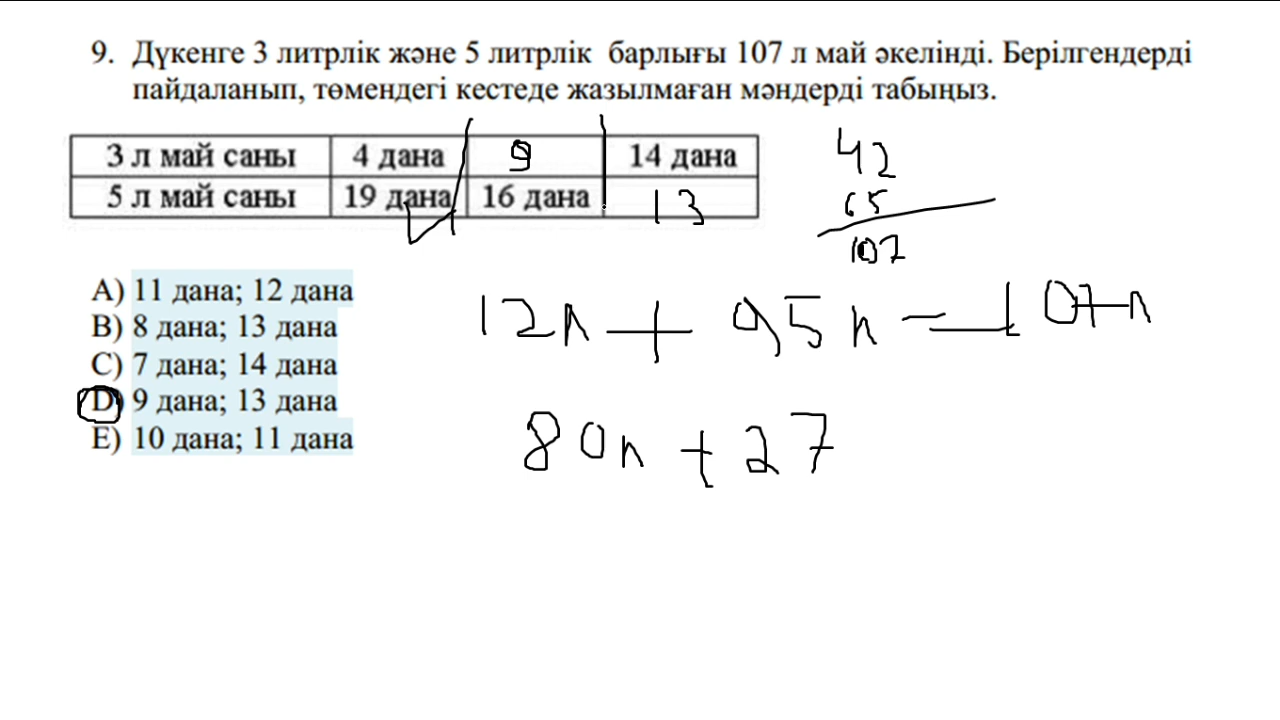 9. Дүкенге 3 литрлік және 5 литрлік барлығы 107 л май әкелінді. Берілгендерді
пайдаланып, төмендегі кестеде жазылмаған мәндерді табыңыз.
3 л май саны 4 дана 9 14 дана
5 л май саны 19 дана 16 дана 13
42
65
107
A) 11 дана; 12 дана
B) 8 дана; 13 дана
C) 7 дана; 14 дана
D) 9 дана; 13 дана
E) 10 дана; 11 дана
12л + 95л = 107л
80л + 27